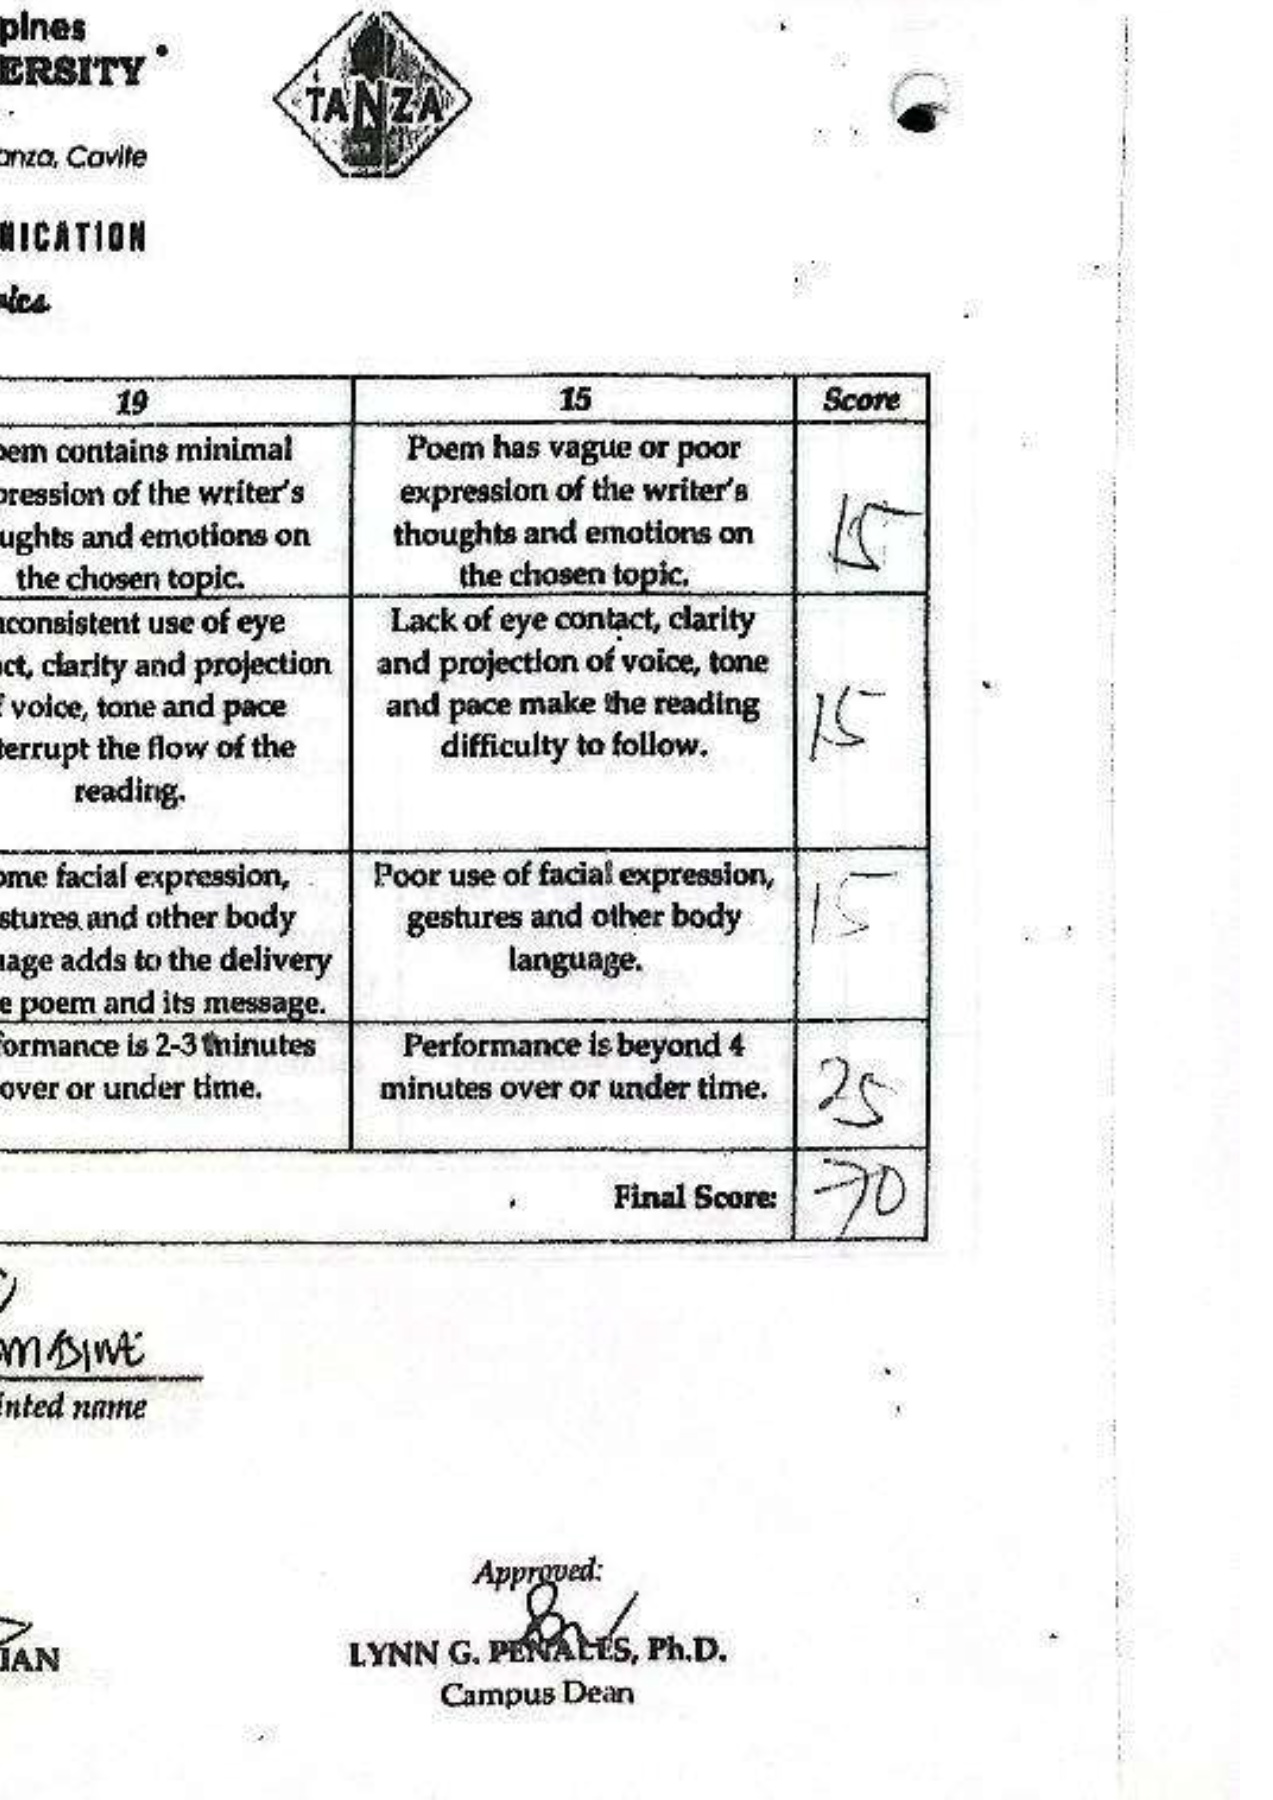 pines
ERSITY
TANZA
anza, Cavite
NICATION
19 15 Score
oem contains minimal
pression of the writer's
ughts and emotions on
the chosen topic.
Poem has vague or poor
expression of the writer's
thoughts and emotions on
the chosen topic.
15
nconsistent use of eye
act, clarity and projection
f voice, tone and pace
terrupt the flow of the
reading.
Lack of eye contact, clarity
and projection of voice, tone
and pace make the reading
difficulty to follow.
15
ome facial expression,
stures and other body
uage adds to the delivery
e poem and its message.
Poor use of facial expression,
gestures and other body
language.
15
formance is 2-3 minutes
over or under time.
Performance is beyond 4
minutes over or under time.
25
Final Score: 70
inted name
Approved:
IAN
LYNN G. PENALES, Ph.D.
Campus Dean